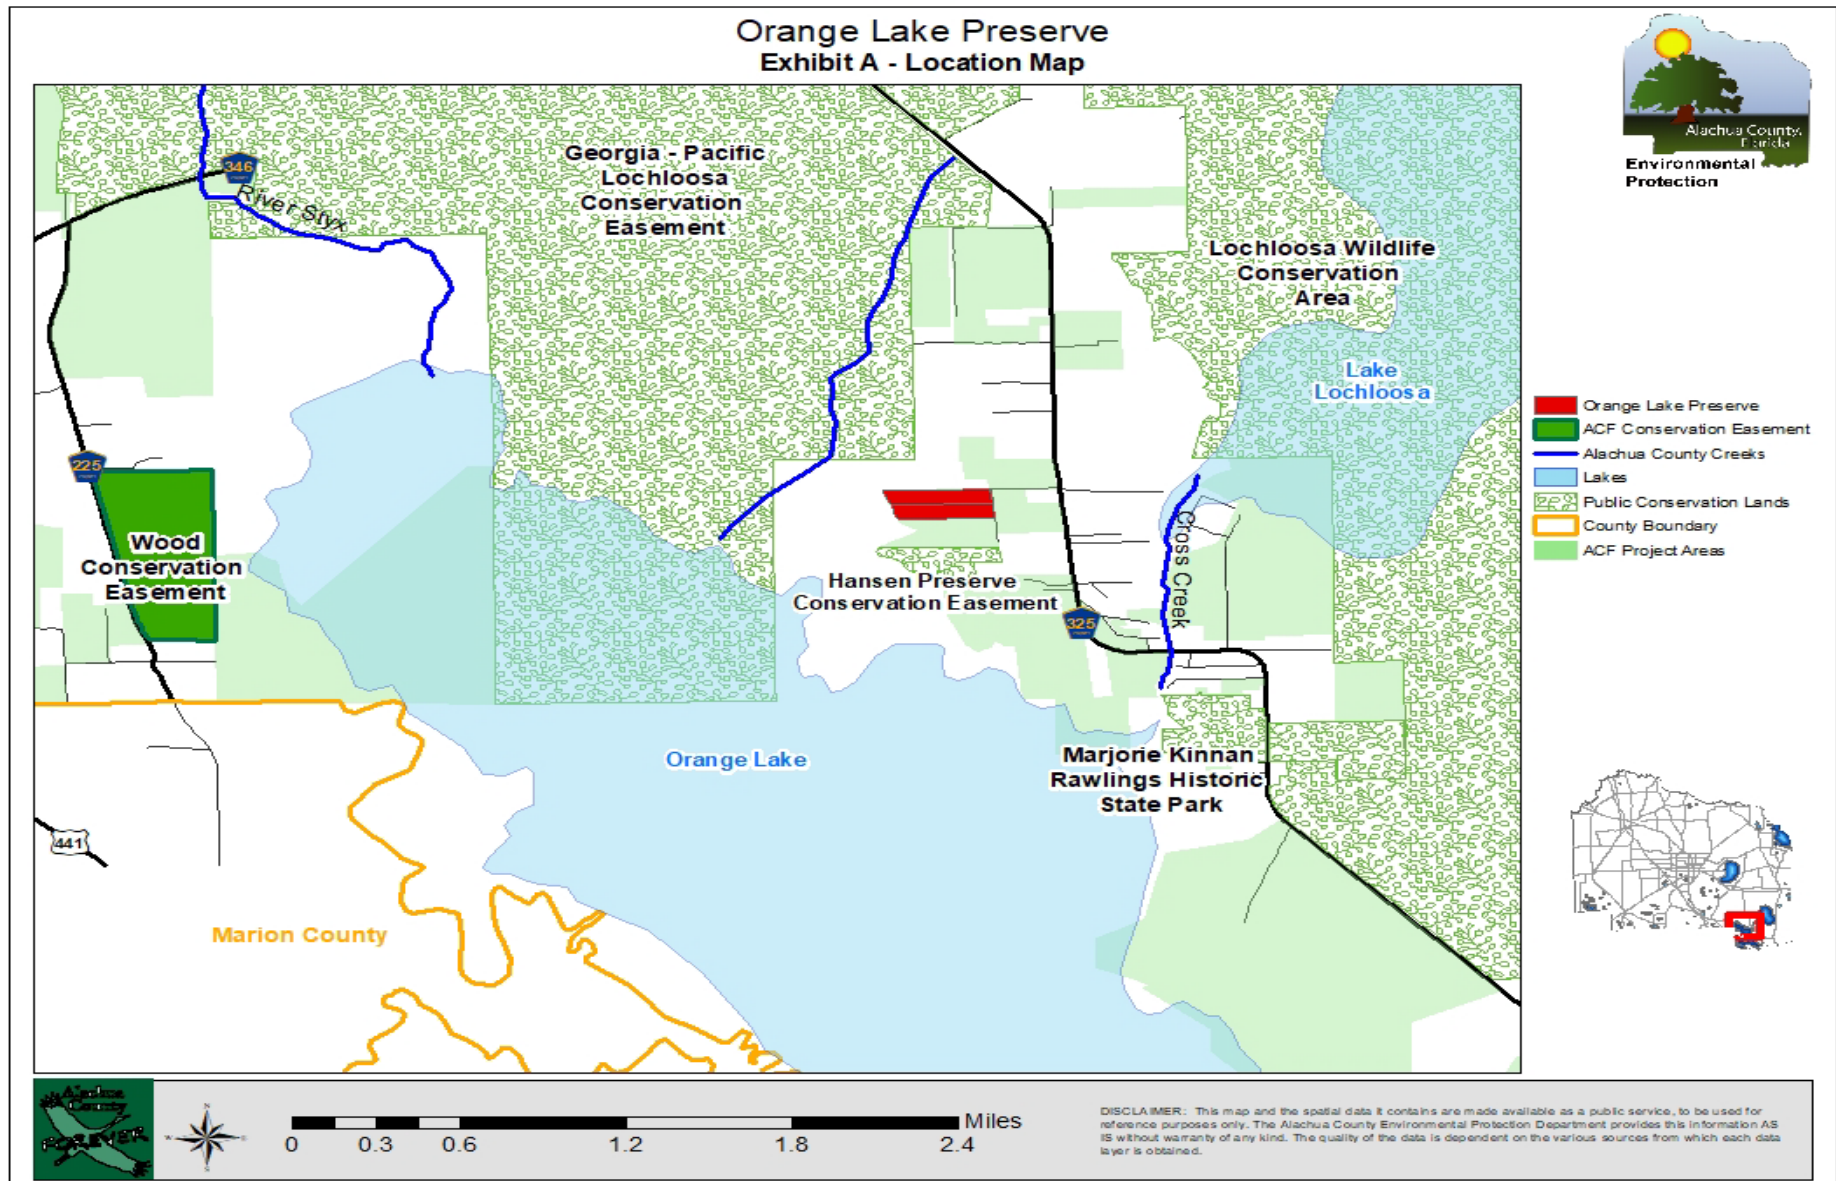 Orange Lake Preserve
Exhibit A - Location Map
Alachua County,
Florida
Environmental
Protection
346
River Styx
Georgia - Pacific
Lochloosa
Conservation
Easement
Lochloosa Wildlife
Conservation
Area
Lake
Lochloosa
225
Wood
Conservation
Easement
Cross Creek
Hansen Preserve
Conservation Easement
325
Orange Lake
Marjorie Kinnan
Rawlings Historic
State Park
441
Marion County
Orange Lake Preserve
ACF Conservation Easement
Alachua County Creeks
Lakes
Public Conservation Lands
County Boundary
ACF Project Areas
Alachua
County
FOREVER
N
W E
S
Miles
0 0.3 0.6 1.2 1.8 2.4
DISCLAIMER: This map and the spatial data it contains are made available as a public service, to be used for
reference purposes only. The Alachua County Environmental Protection Department provides this information AS
IS without warranty of any kind. The quality of the data is dependent on the various sources from which each data
layer is obtained.